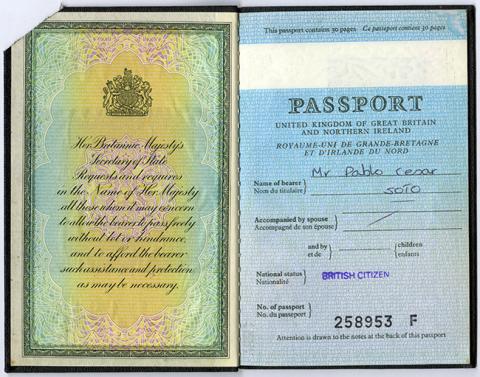 Her Britannic Majesty's
Secretary of State
Requests and requires
in the Name of Her Majesty
all those whom it may concern
to allow the bearer to pass freely
without let or hindrance,
and to afford the bearer
such assistance and protection
as may be necessary.
This passport contains 30 pages Ce passeport contient 30 pages
PASSPORT
UNITED KINGDOM OF GREAT BRITAIN
AND NORTHERN IRELAND
ROYAUME-UNI DE GRANDE-BRETAGNE
ET D'IRLANDE DU NORD
Mr Pablo Cesar
Name of bearer
Nom du titulaire
SOTO
Accompanied by spouse
Accompagné de son épouse
and by children
et de enfants
National status
Nationalité
BRITISH CITIZEN
No. of passport
No. du passeport
258953 F
Attention is drawn to the notes at the back of this passport